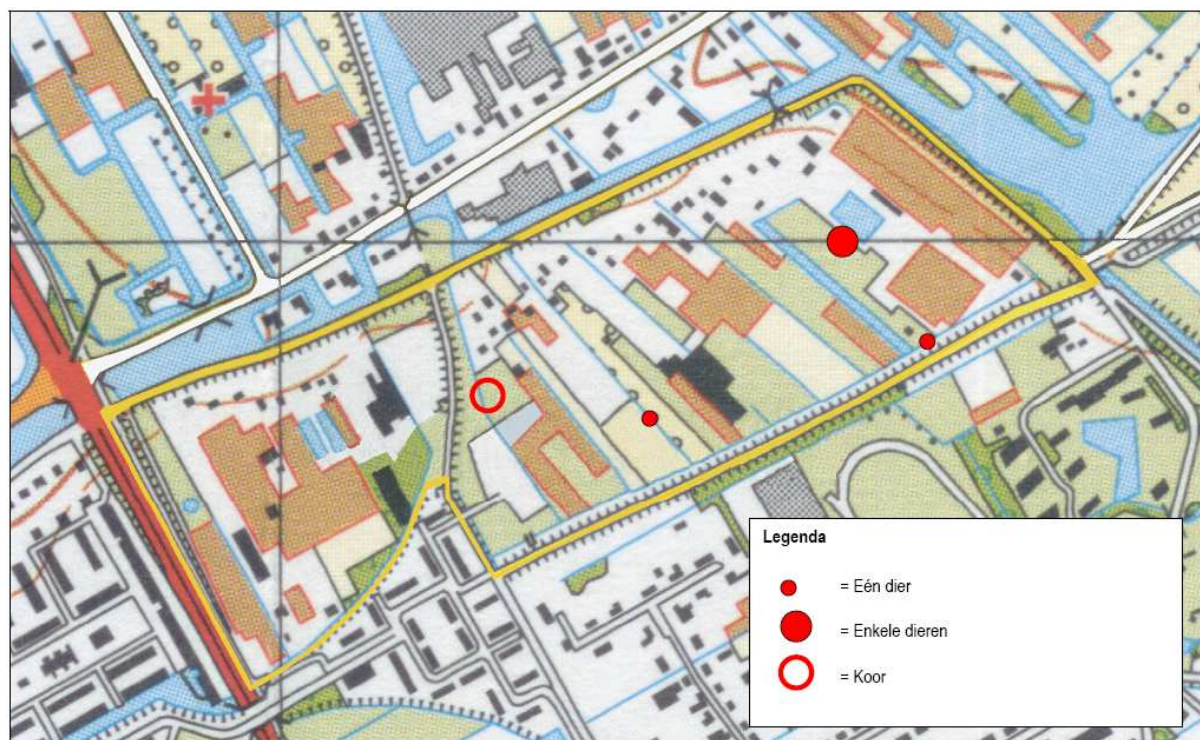 Legenda
= Eén dier
= Enkele dieren
= Koor